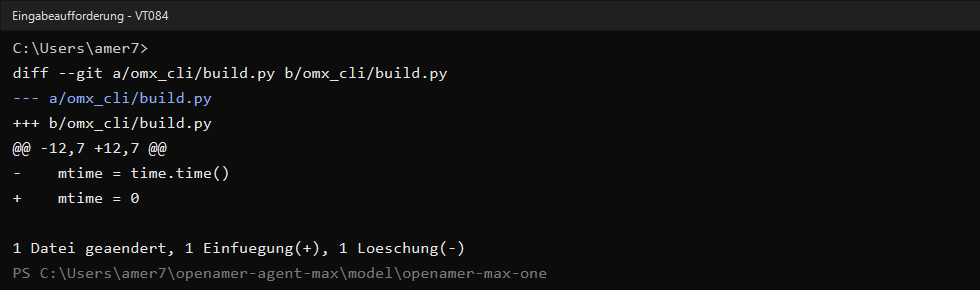 Eingabeaufforderung - VT084
C:\Users\amer7>
diff --git a/omx_cli/build.py b/omx_cli/build.py
--- a/omx_cli/build.py
+++ b/omx_cli/build.py
@@ -12,7 +12,7 @@
-    mtime = time.time()
+    mtime = 0
1 Datei geaendert, 1 Einfuegung(+), 1 Loeschung(-)
PS C:\Users\amer7\openamer-agent-max\model\openamer-max-one